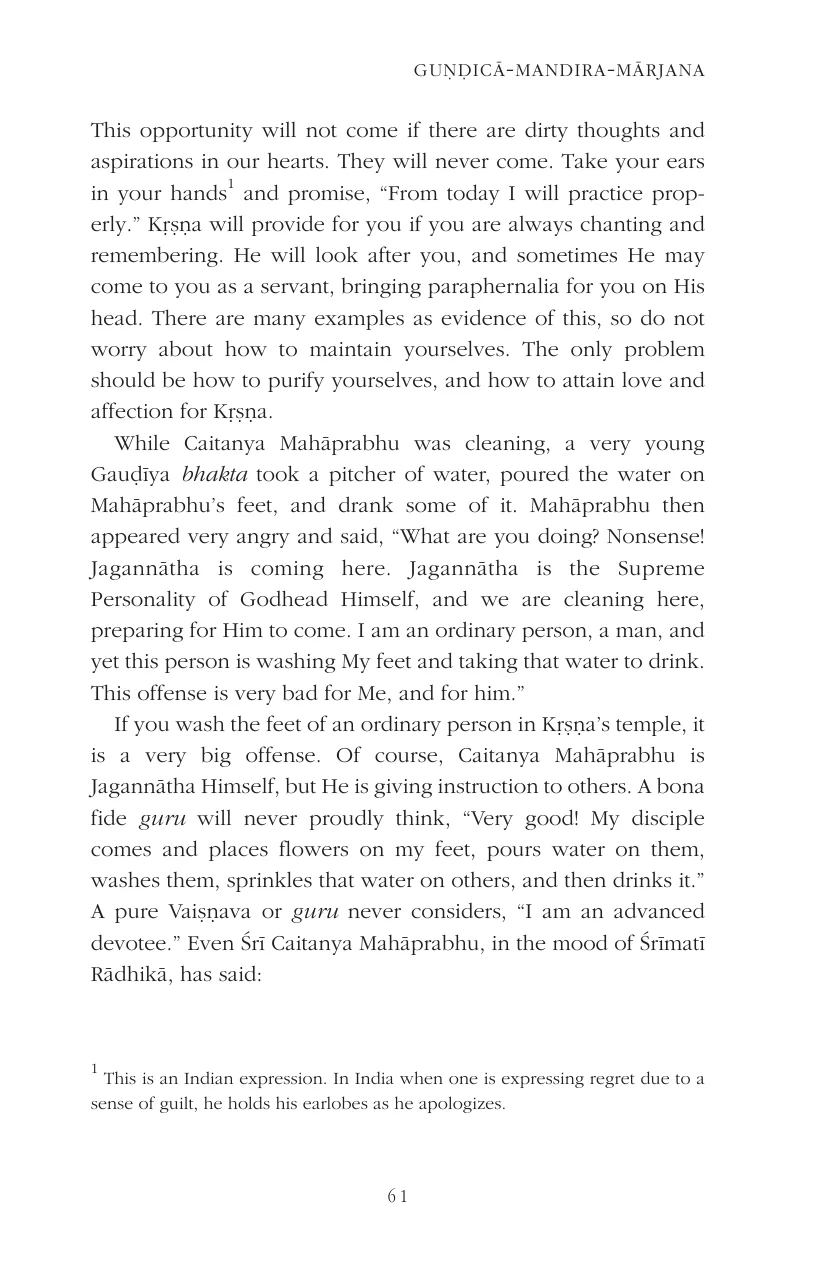 GUṆḌICĀ-MANDIRA-MĀRJANA
This opportunity will not come if there are dirty thoughts and
aspirations in our hearts. They will never come. Take your ears
in your hands1 and promise, “From today I will practice prop-
erly.” Kṛṣṇa will provide for you if you are always chanting and
remembering. He will look after you, and sometimes He may
come to you as a servant, bringing paraphernalia for you on His
head. There are many examples as evidence of this, so do not
worry about how to maintain yourselves. The only problem
should be how to purify yourselves, and how to attain love and
affection for Kṛṣṇa.
While Caitanya Mahāprabhu was cleaning, a very young
Gauḍīya bhakta took a pitcher of water, poured the water on
Mahāprabhu’s feet, and drank some of it. Mahāprabhu then
appeared very angry and said, “What are you doing? Nonsense!
Jagannātha is coming here. Jagannātha is the Supreme
Personality of Godhead Himself, and we are cleaning here,
preparing for Him to come. I am an ordinary person, a man, and
yet this person is washing My feet and taking that water to drink.
This offense is very bad for Me, and for him.”
If you wash the feet of an ordinary person in Kṛṣṇa’s temple, it
is a very big offense. Of course, Caitanya Mahāprabhu is
Jagannātha Himself, but He is giving instruction to others. A bona
fide guru will never proudly think, “Very good! My disciple
comes and places flowers on my feet, pours water on them,
washes them, sprinkles that water on others, and then drinks it.”
A pure Vaiṣṇava or guru never considers, “I am an advanced
devotee.” Even Śrī Caitanya Mahāprabhu, in the mood of Śrīmatī
Rādhikā, has said:
1 This is an Indian expression. In India when one is expressing regret due to a
sense of guilt, he holds his earlobes as he apologizes.
61